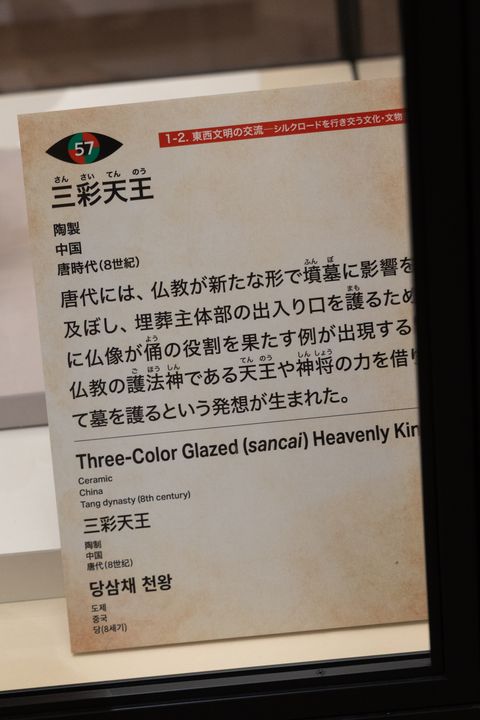 57
1-2. 東西文明の交流―シルクロードを行き交う文化・文物
さん さい てん のう
三彩天王
陶製
中国
唐時代(8世紀)
ふん ぼ
唐代には、仏教が新たな形で墳墓に影響を
まも
及ぼし、埋葬主体部の出入り口を護るため
よう
に仏像が俑の役割を果たす例が出現する
ご ほう しん てん のう しん しょう
仏教の護法神である天王や神将の力を借り
て墓を護るという発想が生まれた。
Three-Color Glazed (sancai) Heavenly Kin
Ceramic
China
Tang dynasty (8th century)
三彩天王
陶制
中国
唐代(8世纪)
당삼채 천왕
도제
중국
당(8세기)